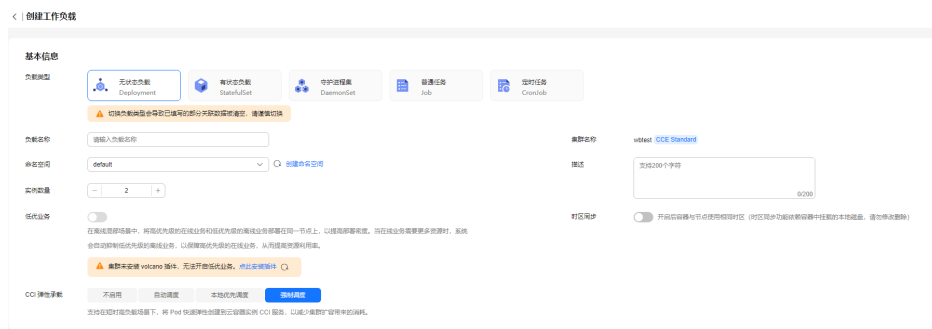 创建工作负载
基本信息
负载类型
无状态负载
Deployment
有状态负载
StatefulSet
守护进程集
DaemonSet
普通任务
Job
定时任务
CronJob
切换负载类型会导致已填写的部分关联数据被清空，请谨慎切换
负载名称
请输入负载名称
集群名称
wbtest CCE Standard
命名空间
default
创建命名空间
描述
支持200个字符
0/200
实例数量
2
低优业务
在离线混部场景中，将高优先级的在线业务和低优先级的离线业务部署在同一节点上，以提高部署密度。当在线业务需要更多资源时，系统
会自动抑制低优先级的离线业务，以保障高优先级的在线业务，从而提高资源利用率。
时区同步
开启后容器与节点使用相同时区（时区同步功能依赖容器中挂载的本地磁盘，请勿修改删除）
集群未安装 volcano 插件，无法开启低优业务。点此安装插件
CCI 弹性承载
不启用
自动调度
本地优先调度
强制调度
支持在短时高负载场景下，将 Pod 快速弹性创建到云容器实例 CCI 服务，以减少集群扩容带来的消耗。